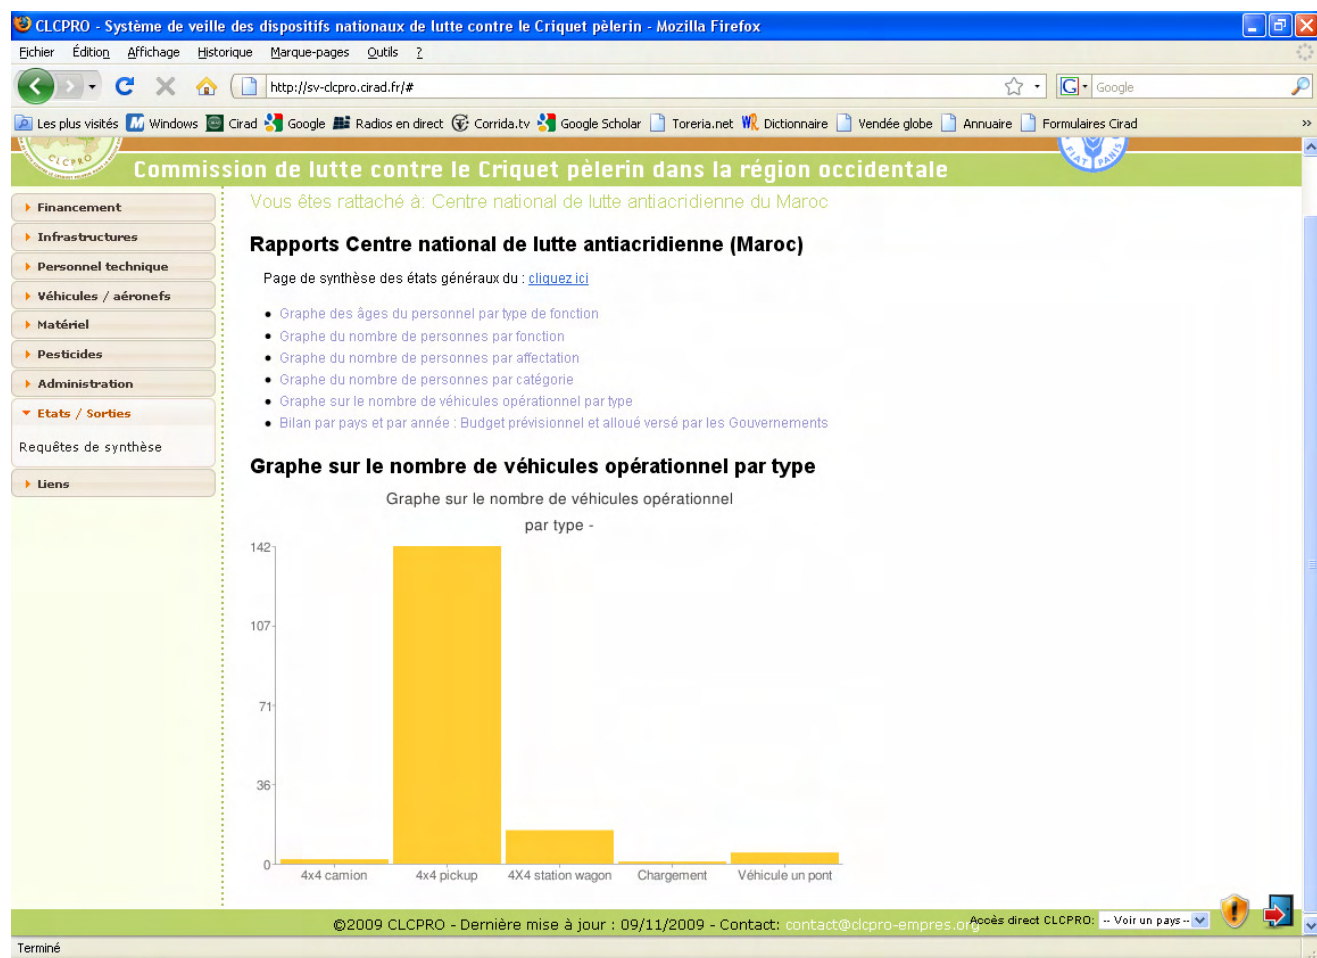 CLCPRO - Système de veille des dispositifs nationaux de lutte contre le Criquet pèlerin - Mozilla Firefox
Fichier Édition Affichage Historique Marque-pages Outils ?
http://sv-clcpro.cirad.fr/#
Google
Les plus visités Windows Cirad Google Radios en direct Corrida.tv Google Scholar Toreria.net Dictionnaire Vendée globe Annuaire Formulaires Cirad »
CLCPRO
FIAT PANIS
Commission de lutte contre le Criquet pèlerin dans la région occidentale
Financement
Infrastructures
Personnel technique
Véhicules / aéronefs
Matériel
Pesticides
Administration
Etats / Sorties
Requêtes de synthèse
Liens
Vous êtes rattaché à: Centre national de lutte antiacridienne du Maroc
Rapports Centre national de lutte antiacridienne (Maroc)
Page de synthèse des états généraux du : cliquez ici
Graphe des âges du personnel par type de fonction
Graphe du nombre de personnes par fonction
Graphe du nombre de personnes par affectation
Graphe du nombre de personnes par catégorie
Graphe sur le nombre de véhicules opérationnel par type
Bilan par pays et par année : Budget prévisionnel et alloué versé par les Gouvernements
Graphe sur le nombre de véhicules opérationnel par type
Graphe sur le nombre de véhicules opérationnel
par type -
142
107
71
36
0
4x4 camion 4x4 pickup 4X4 station wagon Chargement Véhicule un pont
©2009 CLCPRO - Dernière mise à jour : 09/11/2009 - Contact: contact@clcpro-empres.org
Accès direct CLCPRO: -- Voir un pays --
Terminé